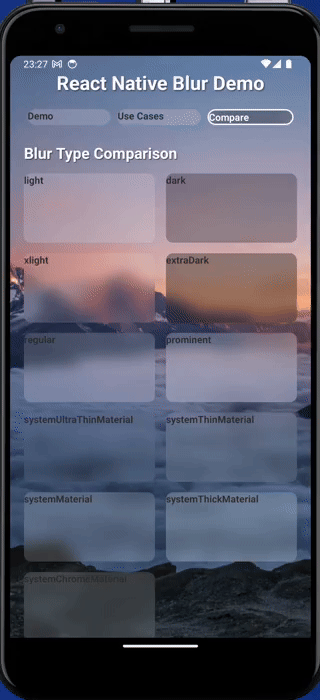 23:27
React Native Blur Demo
Demo Use Cases Compare
Blur Type Comparison
light dark
xlight extraDark
regular prominent
systemUltraThinMaterial systemThinMaterial
systemMaterial systemThickMaterial
systemChromeMaterial